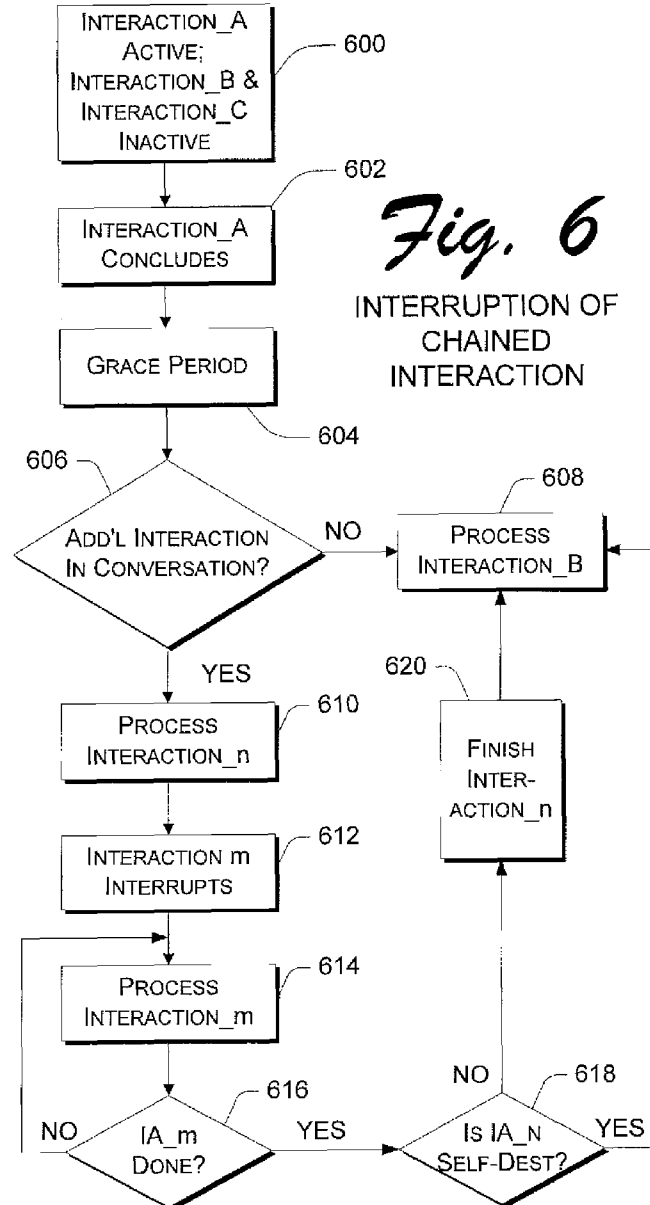 INTERACTION_A
ACTIVE;
INTERACTION_B &
INTERACTION_C
INACTIVE
600
602
INTERACTION_A
CONCLUDES
Fig. 6
INTERRUPTION OF
CHAINED
INTERACTION
GRACE PERIOD
604
606
ADD'L INTERACTION
IN CONVERSATION?
NO
608
PROCESS
INTERACTION_B
YES
610
PROCESS
INTERACTION_n
620
FINISH
INTER-
ACTION_n
612
INTERACTION m
INTERRUPTS
614
PROCESS
INTERACTION_m
616
NO
IA_m
DONE?
YES
NO
618
IS IA_N
SELF-DEST?
YES